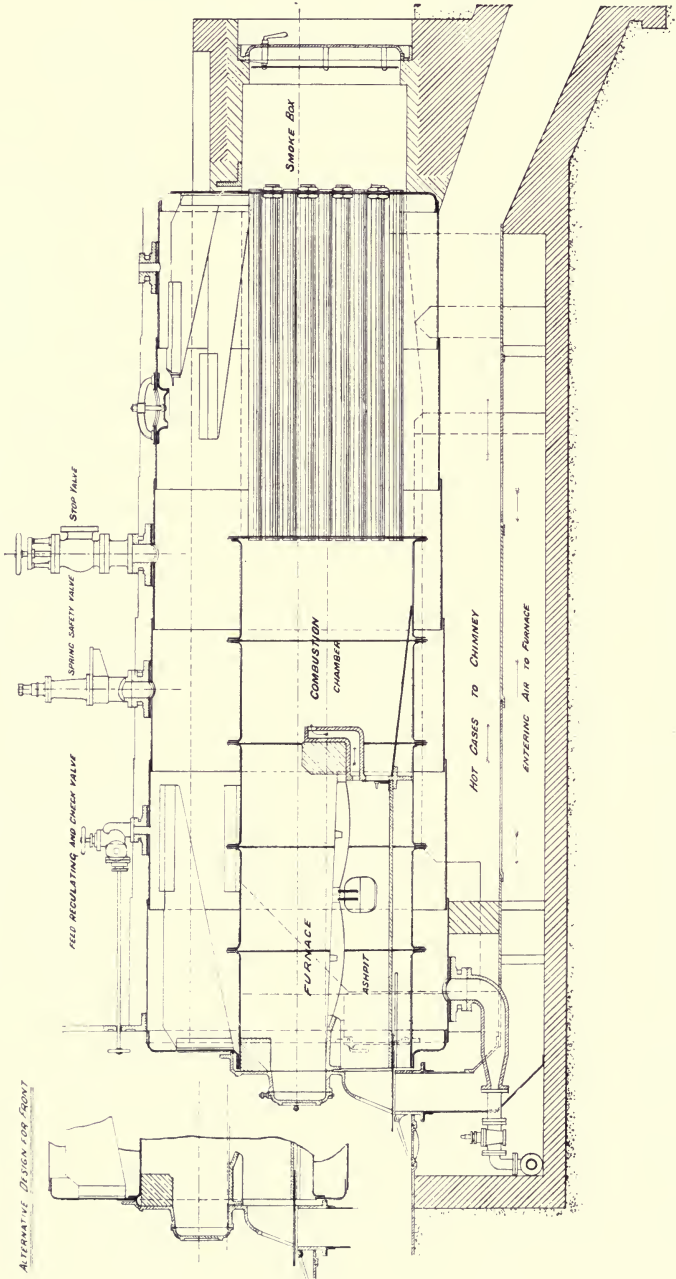 ALTERNATIVE DESIGN FOR FRONT
FEED REGULATING AND CHECK VALVE
SPRING SAFETY VALVE
STOP VALVE
FURNACE
ASHPIT
COMBUSTION
CHAMBER
SMOKE BOX
HOT GASES TO CHIMNEY
ENTERING AIR TO FURNACE